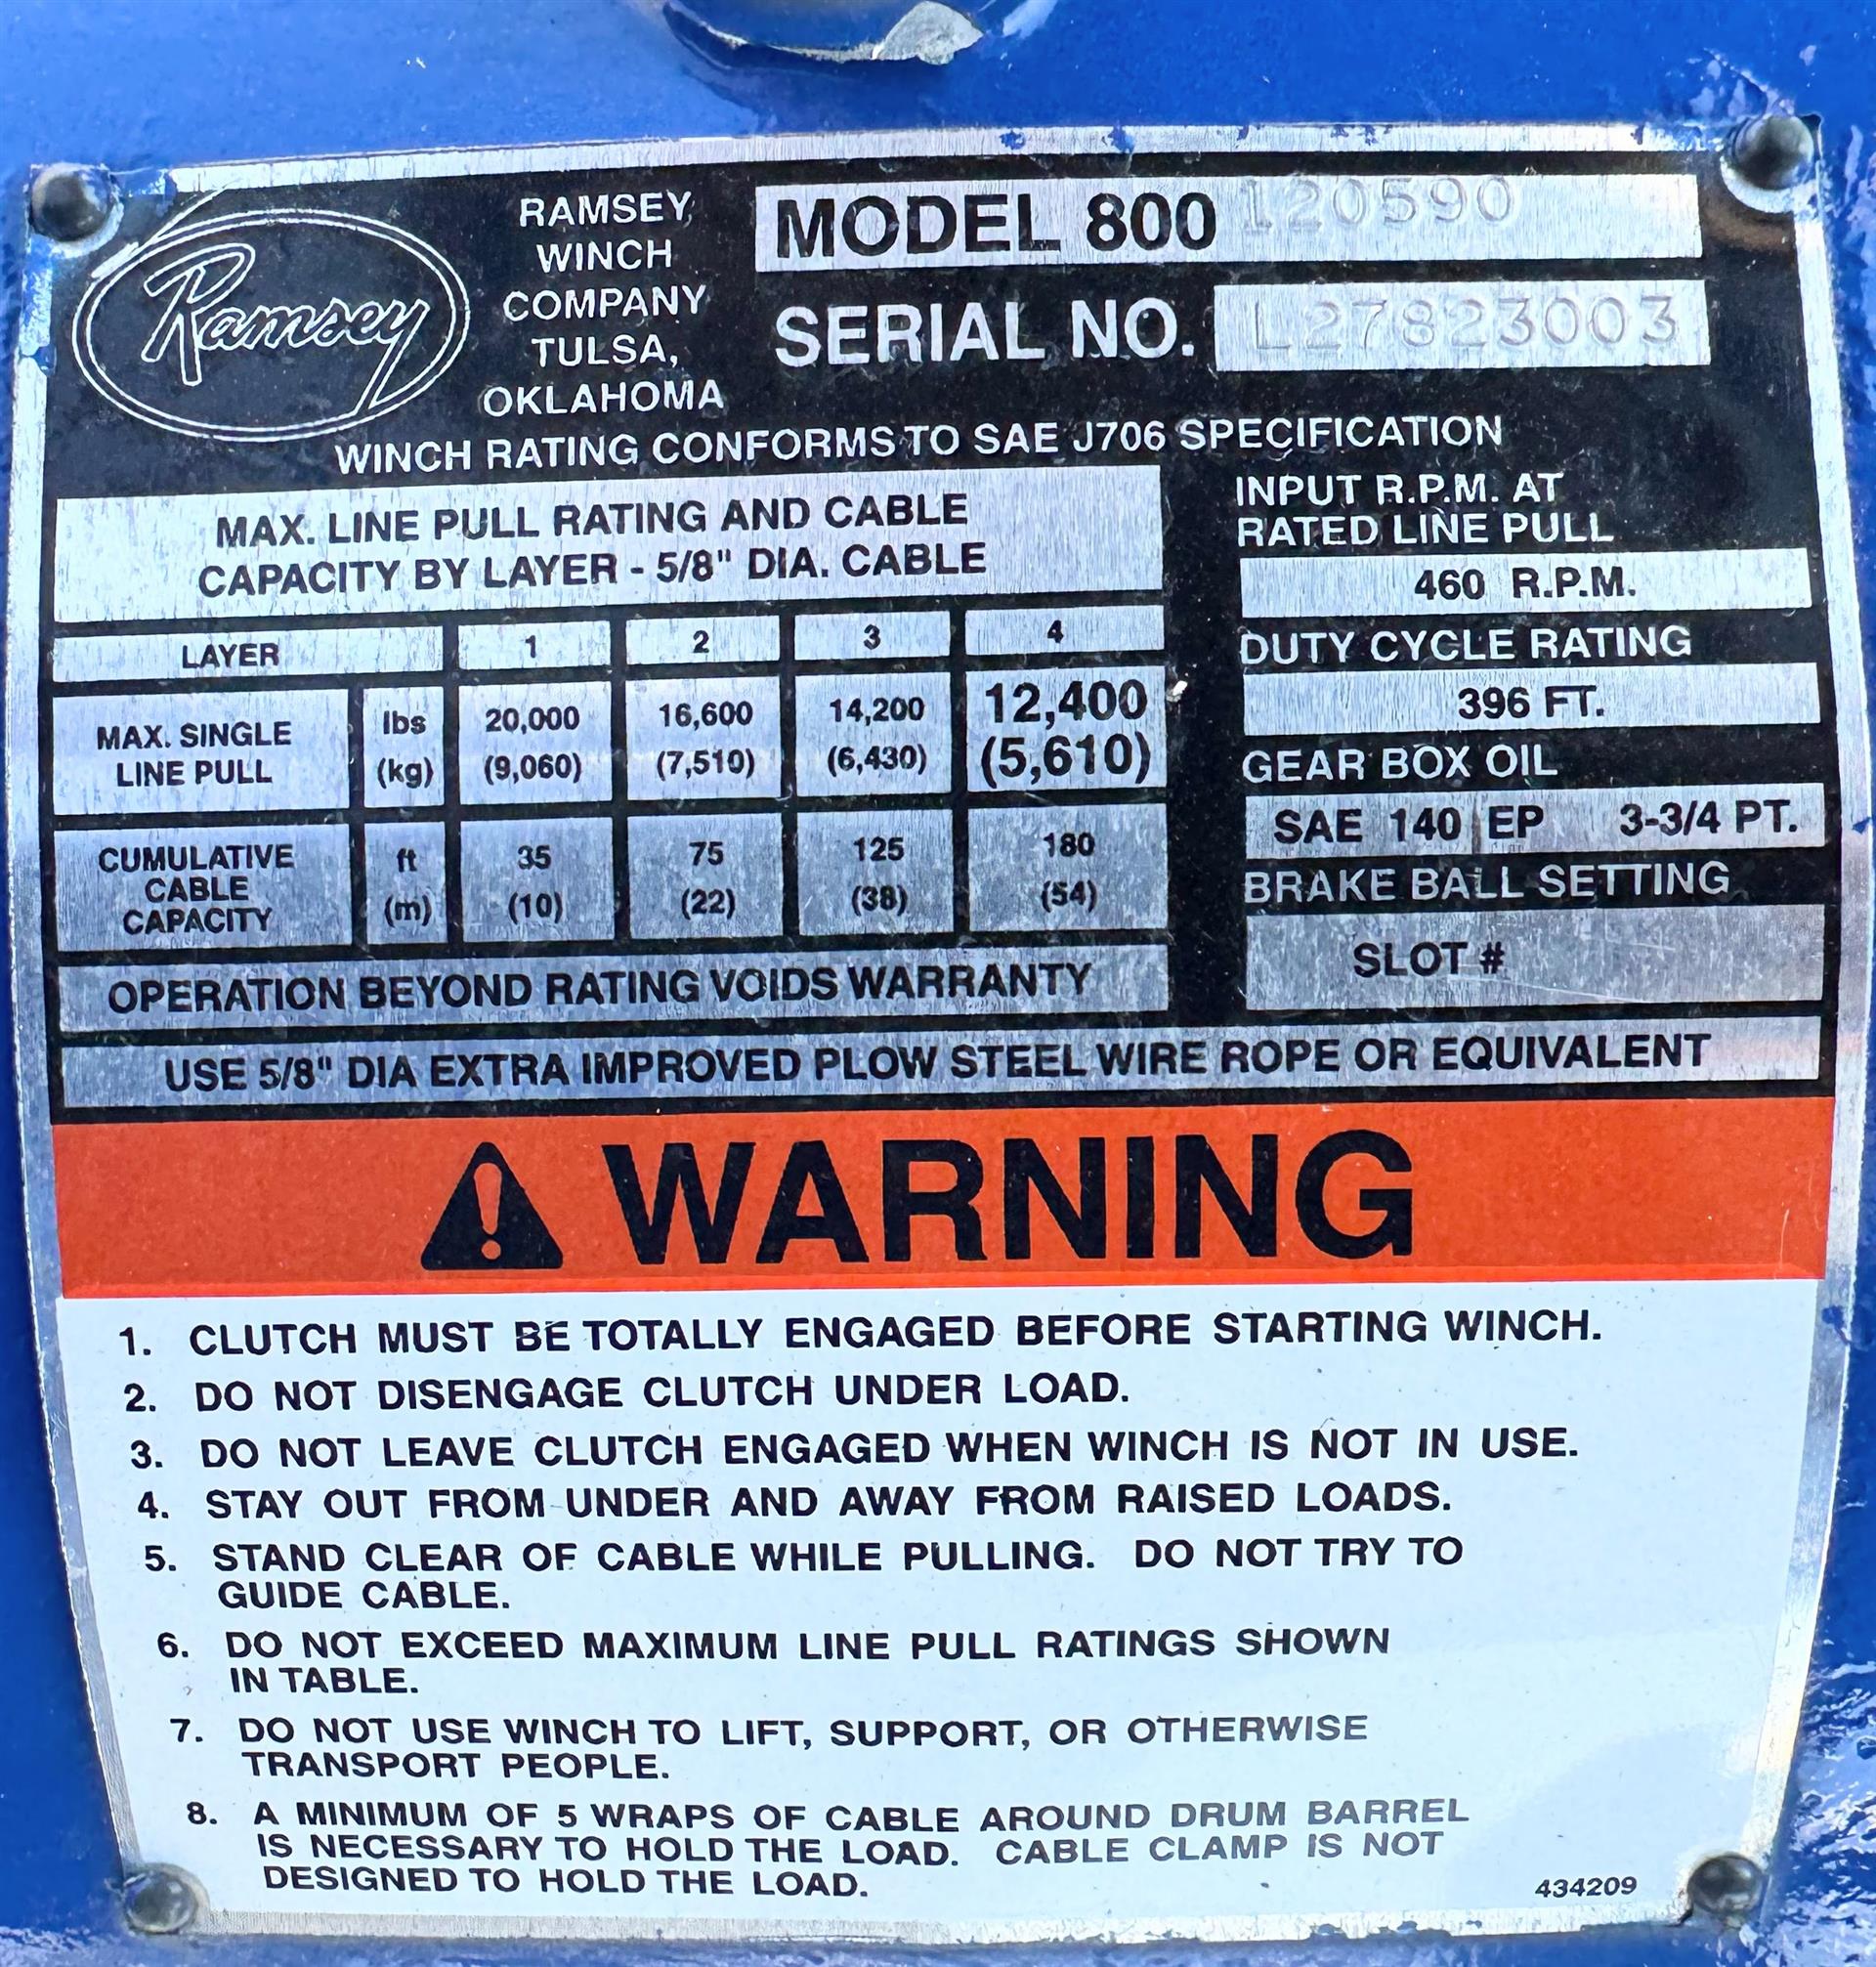 Ramsey
RAMSEY
WINCH
COMPANY
TULSA,
OKLAHOMA
MODEL 800 120590
SERIAL NO. L27823003
WINCH RATING CONFORMS TO SAE J706 SPECIFICATION
MAX. LINE PULL RATING AND CABLE
CAPACITY BY LAYER - 5/8" DIA. CABLE
LAYER 1 2 3 4
MAX. SINGLE
LINE PULL
lbs 20,000 16,600 14,200 12,400
(kg) (9,060) (7,510) (6,430) (5,610)
CUMULATIVE
CABLE
CAPACITY
ft 35 75 125 180
(m) (10) (22) (38) (54)
OPERATION BEYOND RATING VOIDS WARRANTY
INPUT R.P.M. AT
RATED LINE PULL
460 R.P.M.
DUTY CYCLE RATING
396 FT.
GEAR BOX OIL
SAE 140 EP 3-3/4 PT.
BRAKE BALL SETTING
SLOT #
USE 5/8" DIA EXTRA IMPROVED PLOW STEEL WIRE ROPE OR EQUIVALENT
WARNING
1. CLUTCH MUST BE TOTALLY ENGAGED BEFORE STARTING WINCH.
2. DO NOT DISENGAGE CLUTCH UNDER LOAD.
3. DO NOT LEAVE CLUTCH ENGAGED WHEN WINCH IS NOT IN USE.
4. STAY OUT FROM UNDER AND AWAY FROM RAISED LOADS.
5. STAND CLEAR OF CABLE WHILE PULLING. DO NOT TRY TO
GUIDE CABLE.
6. DO NOT EXCEED MAXIMUM LINE PULL RATINGS SHOWN
IN TABLE.
7. DO NOT USE WINCH TO LIFT, SUPPORT, OR OTHERWISE
TRANSPORT PEOPLE.
8. A MINIMUM OF 5 WRAPS OF CABLE AROUND DRUM BARREL
IS NECESSARY TO HOLD THE LOAD. CABLE CLAMP IS NOT
DESIGNED TO HOLD THE LOAD.
434209